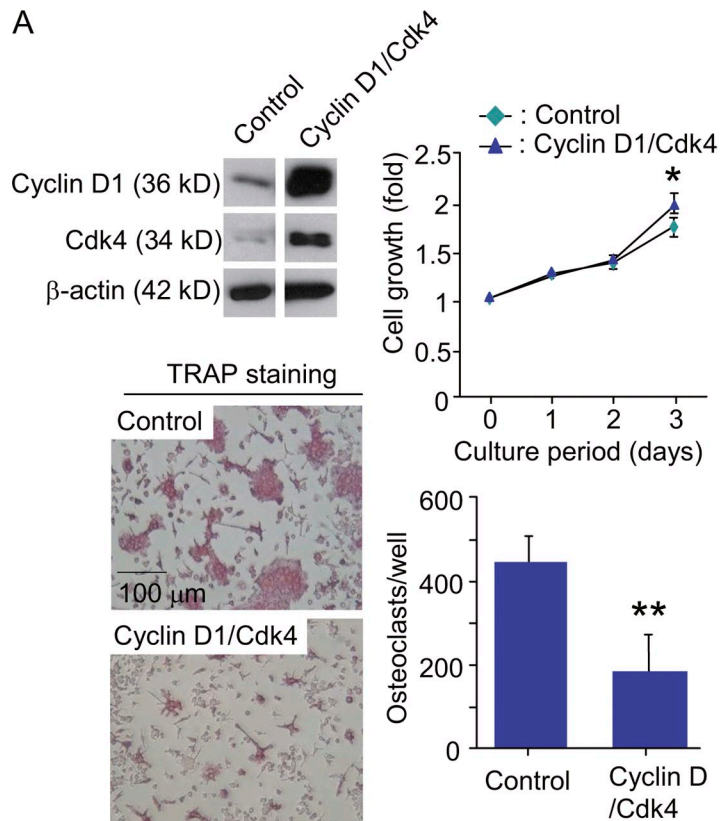 A
Control
Cyclin D1/Cdk4
Cyclin D1 (36 kD)
Cdk4 (34 kD)
β-actin (42 kD)
: Control
: Cyclin D1/Cdk4
Cell growth (fold)
2.5
2
1.5
1
0.5
0
*
0 1 2 3
Culture period (days)
TRAP staining
Control
100 μm
Cyclin D1/Cdk4
Osteoclasts/well
600
400
200
0
**
Control
Cyclin D
/Cdk4